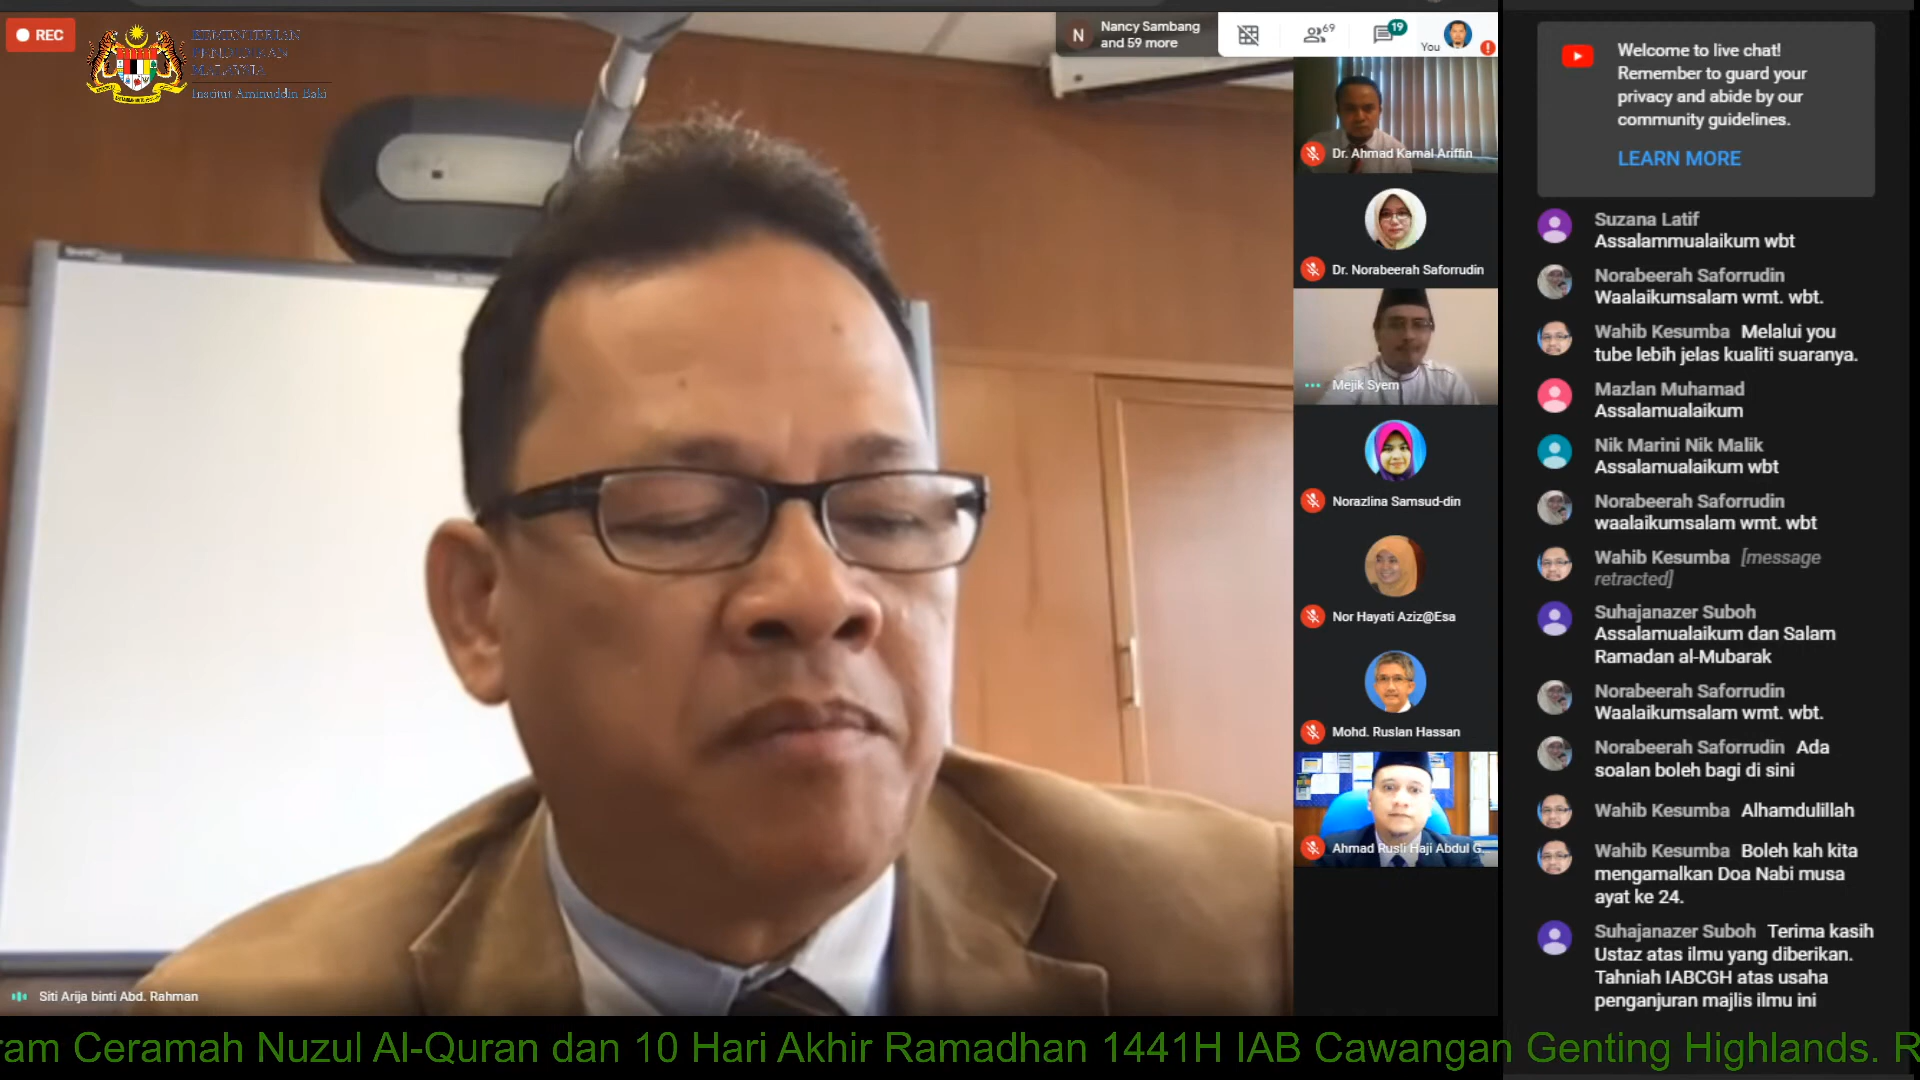 REC
KEMENTERIAN
PENDIDIKAN
MALAYSIA
Institut Aminuddin Baki
N
Nancy Sambang
and 59 more
69
19
You
Dr. Ahmad Kamal Ariffin
Dr. Norabeerah Saforrudin
Mejik Syem
Norazlina Samsud-din
Nor Hayati Aziz@Esa
Mohd. Ruslan Hassan
Ahmad Rusli Haji Abdul G...
Siti Arija binti Abd. Rahman
Welcome to live chat!
Remember to guard your
privacy and abide by our
community guidelines.
LEARN MORE
Suzana Latif
Assalammualaikum wbt
Norabeerah Saforrudin
Waalaikumsalam wmt. wbt.
Wahib Kesumba Melalui you
tube lebih jelas kualiti suaranya.
Mazlan Muhamad
Assalamualaikum
Nik Marini Nik Malik
Assalamualaikum wbt
Norabeerah Saforrudin
waalaikumsalam wmt. wbt
Wahib Kesumba [message
retracted]
Suhajanazer Suboh
Assalamualaikum dan Salam
Ramadan al-Mubarak
Norabeerah Saforrudin
Waalaikumsalam wmt. wbt.
Norabeerah Saforrudin Ada
soalan boleh bagi di sini
Wahib Kesumba Alhamdulillah
Wahib Kesumba Boleh kah kita
mengamalkan Doa Nabi musa
ayat ke 24.
Suhajanazer Suboh Terima kasih
Ustaz atas ilmu yang diberikan.
Tahniah IABCGH atas usaha
penganjuran majlis ilmu ini
ram Ceramah Nuzul Al-Quran dan 10 Hari Akhir Ramadhan 1441H IAB Cawangan Genting Highlands. R